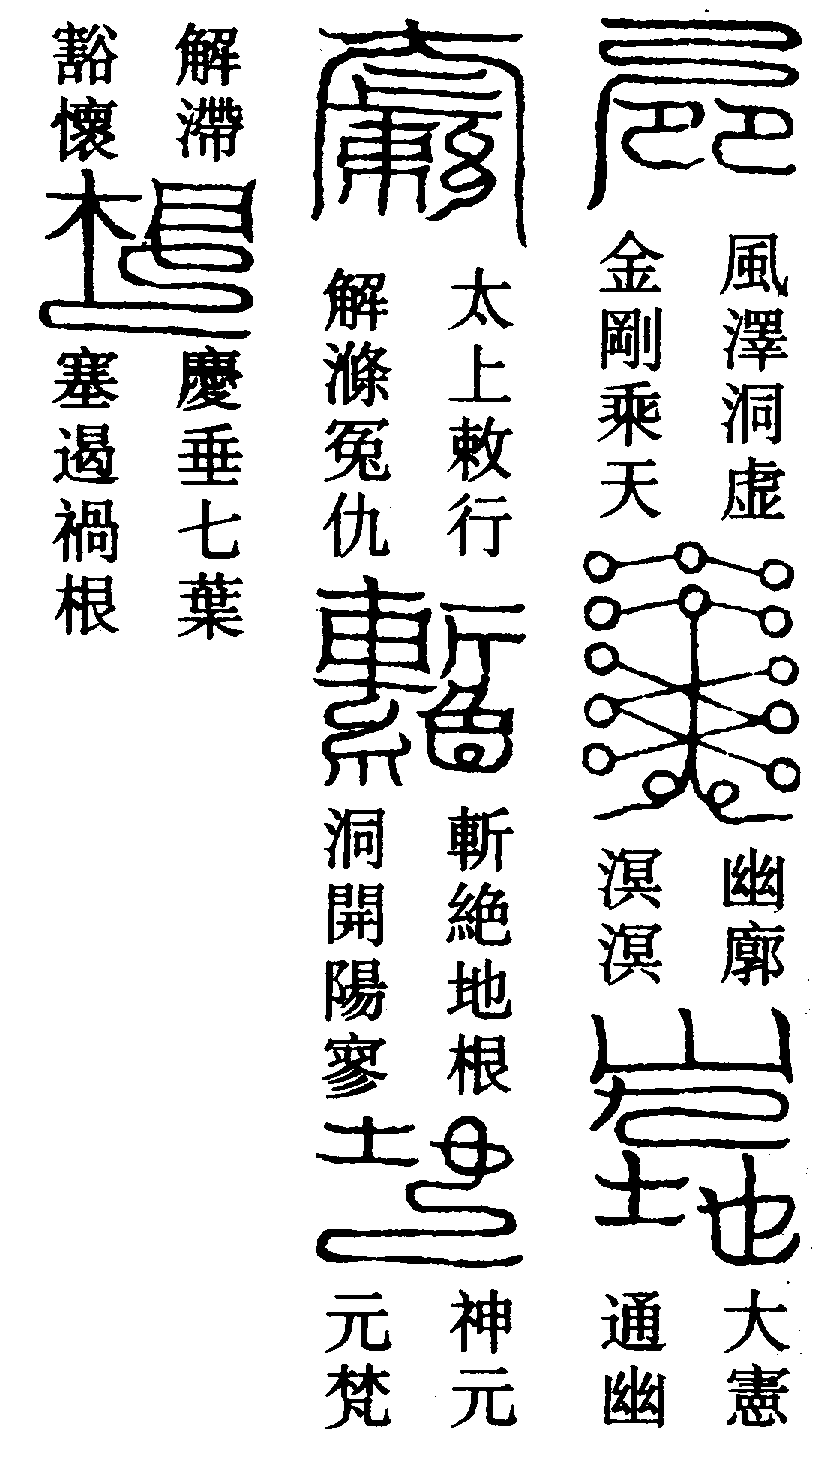 風澤洞虛
金剛乘天
幽廓
溟溟
大憲
通幽
太上敕行
解滌冤仇
斬絕地根
洞開陽寥
神元
元梵
解滯
豁懷
慶垂七葉
塞遏禍根